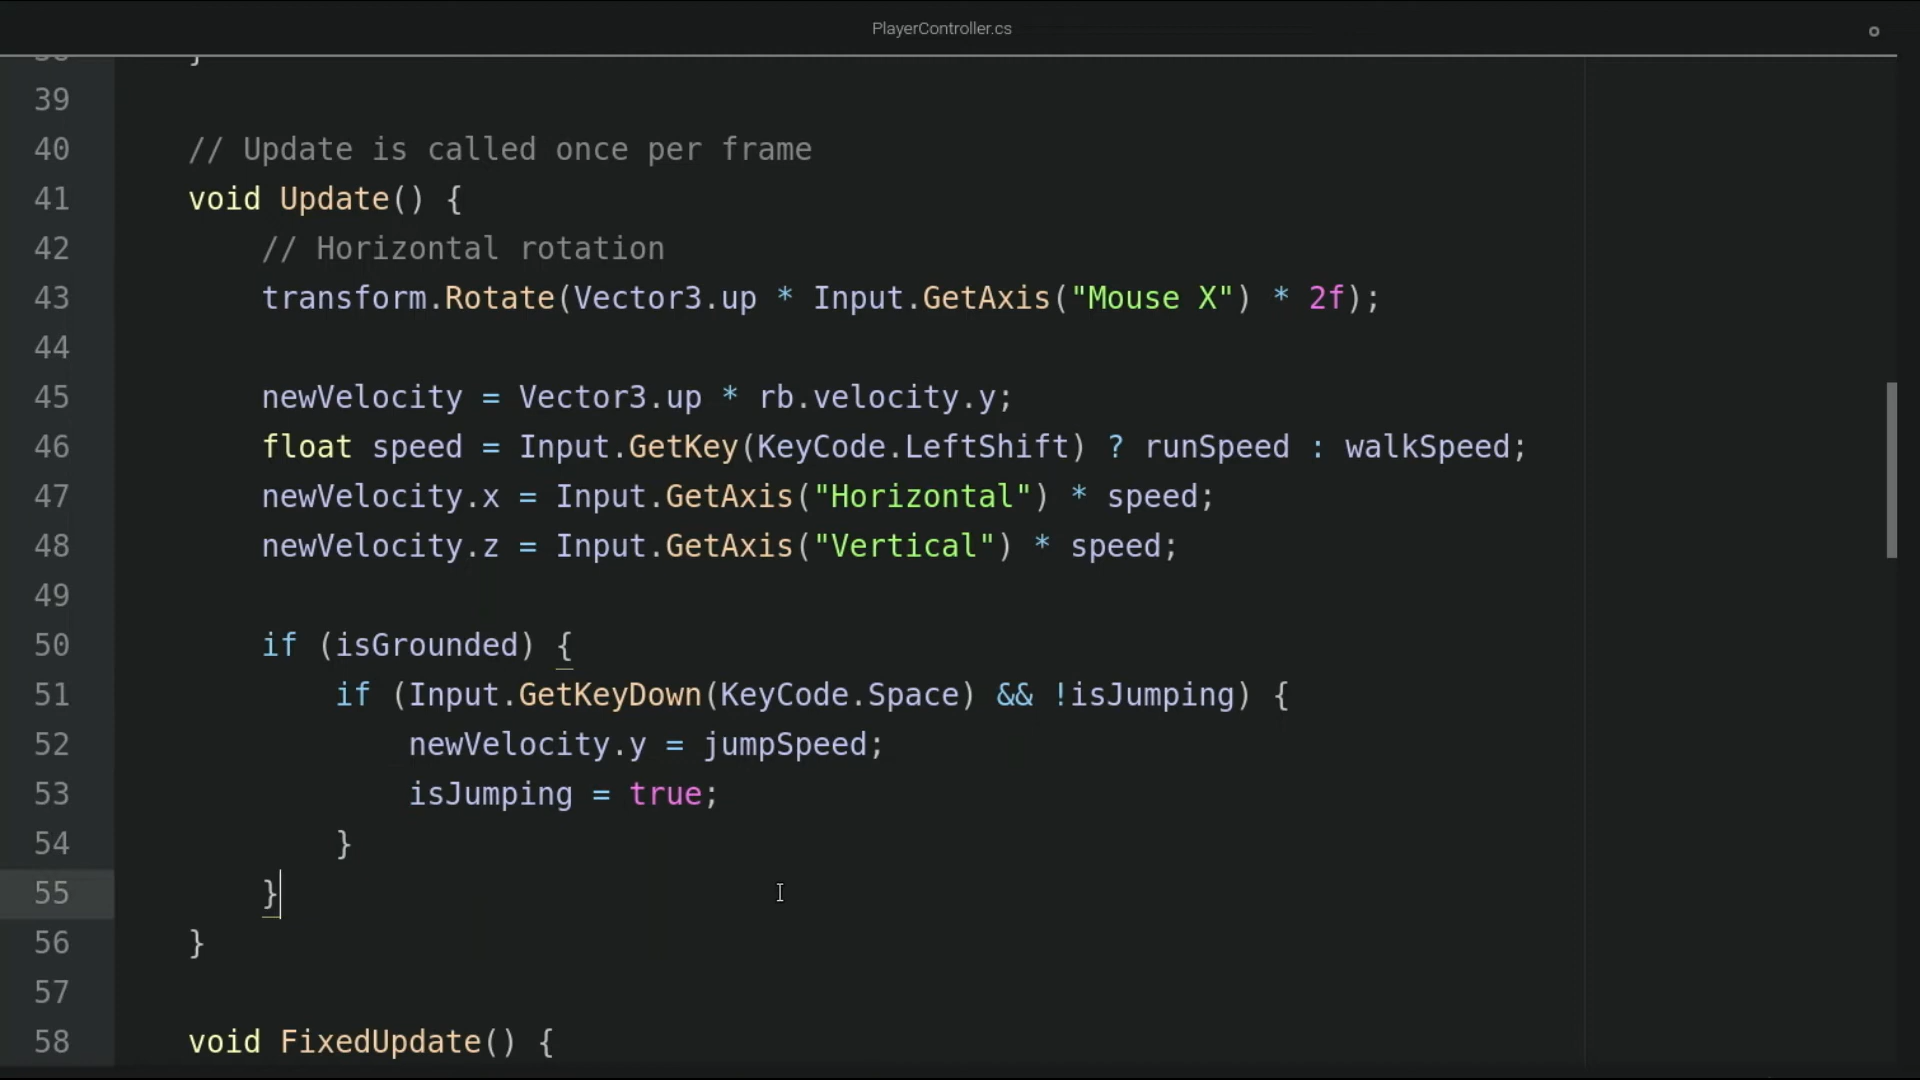 PlayerController.cs
}
39
40 // Update is called once per frame
41 void Update() {
42 // Horizontal rotation
43 transform.Rotate(Vector3.up * Input.GetAxis("Mouse X") * 2f);
44
45 newVelocity = Vector3.up * rb.velocity.y;
46 float speed = Input.GetKey(KeyCode.LeftShift) ? runSpeed : walkSpeed;
47 newVelocity.x = Input.GetAxis("Horizontal") * speed;
48 newVelocity.z = Input.GetAxis("Vertical") * speed;
49
50 if (isGrounded) {
51 if (Input.GetKeyDown(KeyCode.Space) && !isJumping) {
52 newVelocity.y = jumpSpeed;
53 isJumping = true;
54 }
55 }
56 }
57
58 void FixedUpdate() {